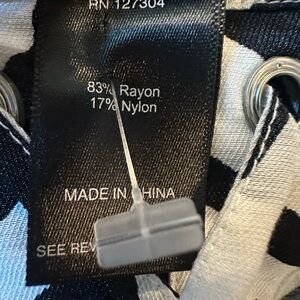 RN 127304
83% Rayon
17% Nylon
MADE IN CHINA
SEE REV